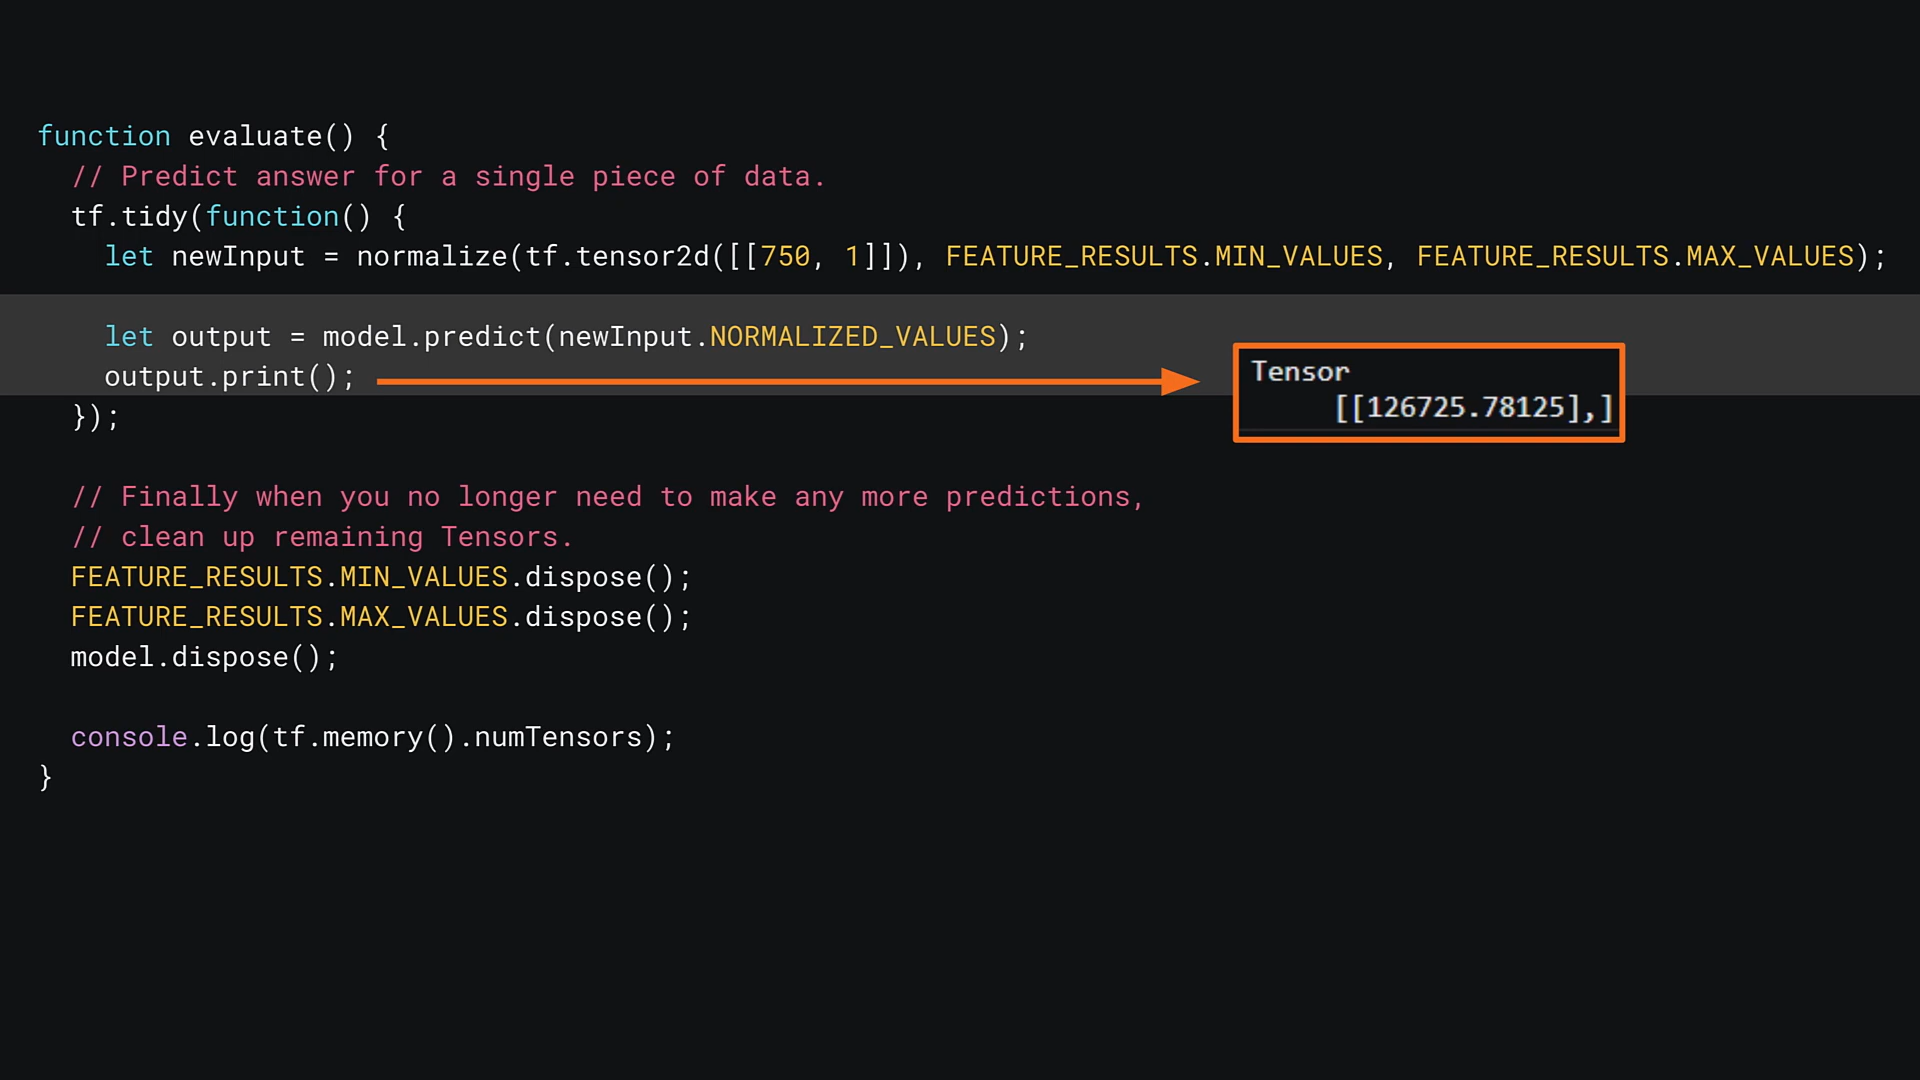 function evaluate() {
// Predict answer for a single piece of data.
tf.tidy(function() {
let newInput = normalize(tf.tensor2d([[750, 1]]), FEATURE_RESULTS.MIN_VALUES, FEATURE_RESULTS.MAX_VALUES);
let output = model.predict(newInput.NORMALIZED_VALUES);
output.print();
Tensor
[[126725.78125],]
});
// Finally when you no longer need to make any more predictions,
// clean up remaining Tensors.
FEATURE_RESULTS.MIN_VALUES.dispose();
FEATURE_RESULTS.MAX_VALUES.dispose();
model.dispose();
console.log(tf.memory().numTensors);
}